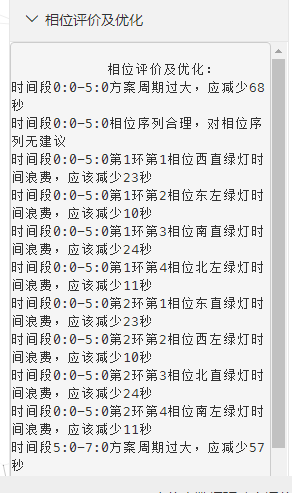 相位评价及优化
相位评价及优化:
时间段0:0-5:0方案周期过大，应减少68
秒
时间段0:0-5:0相位序列合理，对相位序
列无建议
时间段0:0-5:0第1环第1相位西直绿灯时
间浪费，应该减少23秒
时间段0:0-5:0第1环第2相位东左绿灯时
间浪费，应该减少10秒
时间段0:0-5:0第1环第3相位南直绿灯时
间浪费，应该减少24秒
时间段0:0-5:0第1环第4相位北左绿灯时
间浪费，应该减少11秒
时间段0:0-5:0第2环第1相位东直绿灯时
间浪费，应该减少23秒
时间段0:0-5:0第2环第2相位西左绿灯时
间浪费，应该减少10秒
时间段0:0-5:0第2环第3相位北直绿灯时
间浪费，应该减少24秒
时间段0:0-5:0第2环第4相位南左绿灯时
间浪费，应该减少11秒
时间段5:0-7:0方案周期过大，应减少57
秒